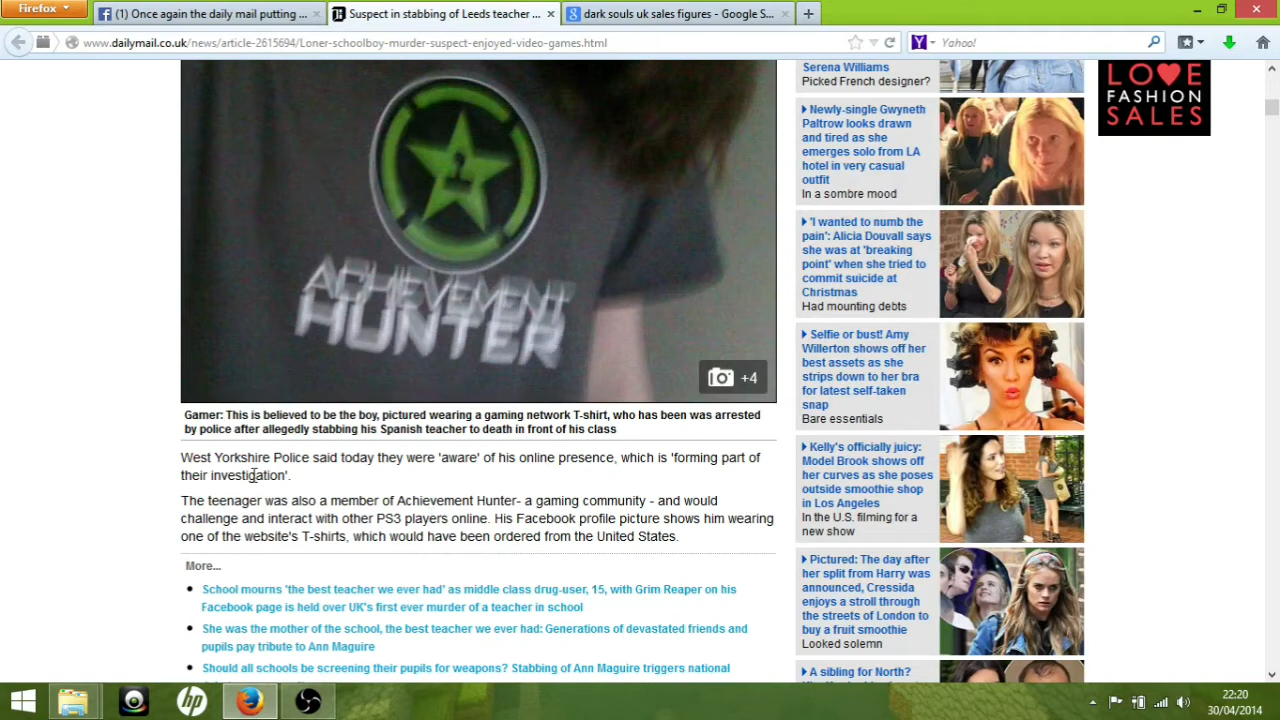 Firefox
(1) Once again the daily mail putting ...
Suspect in stabbing of Leeds teacher ...
dark souls uk sales figures - Google S...
www.dailymail.co.uk/news/article-2615694/Loner-schoolboy-murder-suspect-enjoyed-video-games.html
Yahoo!
ACHIEVEMENT
HUNTER
+4
Gamer: This is believed to be the boy, pictured wearing a gaming network T-shirt, who has been was arrested
by police after allegedly stabbing his Spanish teacher to death in front of his class
West Yorkshire Police said today they were 'aware' of his online presence, which is 'forming part of
their investigation'.
The teenager was also a member of Achievement Hunter- a gaming community - and would
challenge and interact with other PS3 players online. His Facebook profile picture shows him wearing
one of the website's T-shirts, which would have been ordered from the United States.
More...
School mourns 'the best teacher we ever had' as middle class drug-user, 15, with Grim Reaper on his
Facebook page is held over UK's first ever murder of a teacher in school
She was the mother of the school, the best teacher we ever had: Generations of devastated friends and
pupils pay tribute to Ann Maguire
Should all schools be screening their pupils for weapons? Stabbing of Ann Maguire triggers national
Serena Williams
Picked French designer?
Newly-single Gwyneth
Paltrow looks drawn
and tired as she
emerges solo from LA
hotel in very casual
outfit
In a sombre mood
'I wanted to numb the
pain': Alicia Douvall says
she was at 'breaking
point' when she tried to
commit suicide at
Christmas
Had mounting debts
Selfie or bust! Amy
Willerton shows off her
best assets as she
strips down to her bra
for latest self-taken
snap
Bare essentials
Kelly's officially juicy:
Model Brook shows off
her curves as she poses
outside smoothie shop
in Los Angeles
In the U.S. filming for a
new show
Pictured: The day after
her split from Harry was
announced, Cressida
enjoys a stroll through
the streets of London to
buy a fruit smoothie
Looked solemn
A sibling for North?
LOVE
FASHION
SALES
22:20
30/04/2014